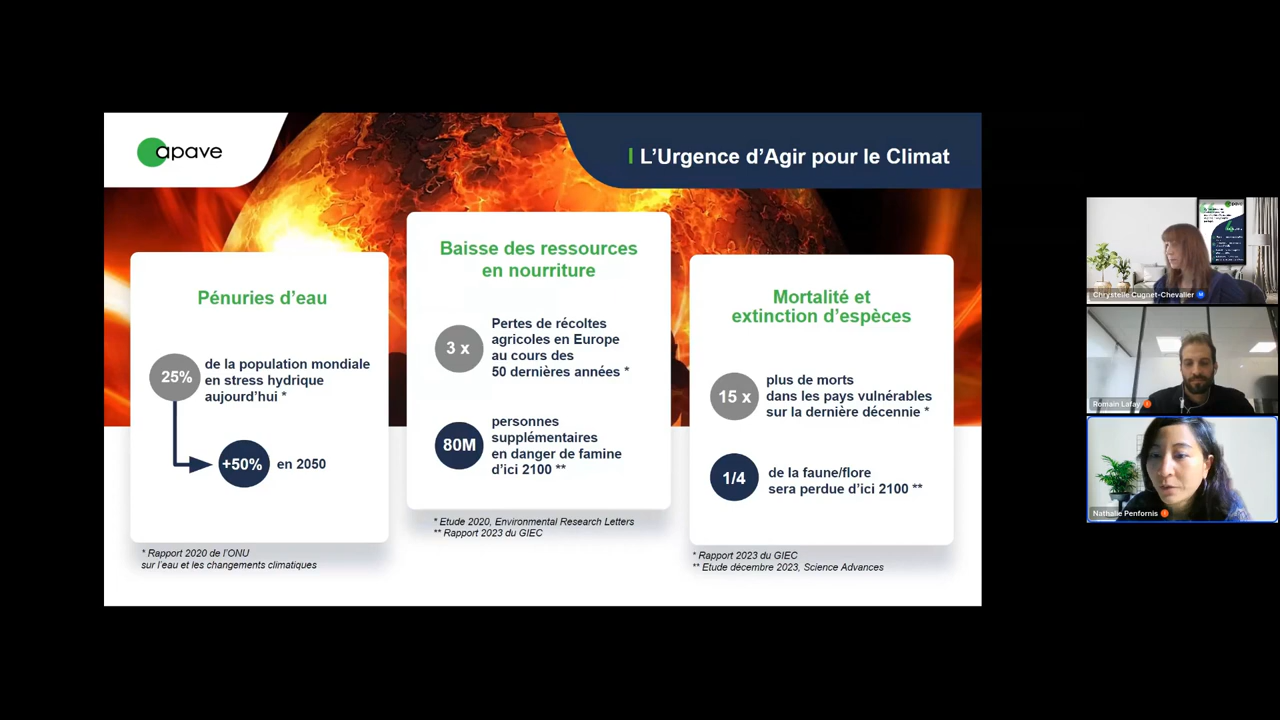 apave
L'Urgence d'Agir pour le Climat
Pénuries d'eau
25%
de la population mondiale
en stress hydrique
aujourd'hui *
+50%
en 2050
* Rapport 2020 de l'ONU
sur l'eau et les changements climatiques
Baisse des ressources
en nourriture
3 x
Pertes de récoltes
agricoles en Europe
au cours des
50 dernières années *
80M
personnes
supplémentaires
en danger de famine
d'ici 2100 **
* Etude 2020, Environmental Research Letters
** Rapport 2023 du GIEC
Mortalité et
extinction d'espèces
15 x
plus de morts
dans les pays vulnérables
sur la dernière décennie *
1/4
de la faune/flore
sera perdue d'ici 2100 **
* Rapport 2023 du GIEC
** Etude décembre 2023, Science Advances
Chrystelle Cugnet-Chevalier
Romain Lafay
Nathalie Penfornis